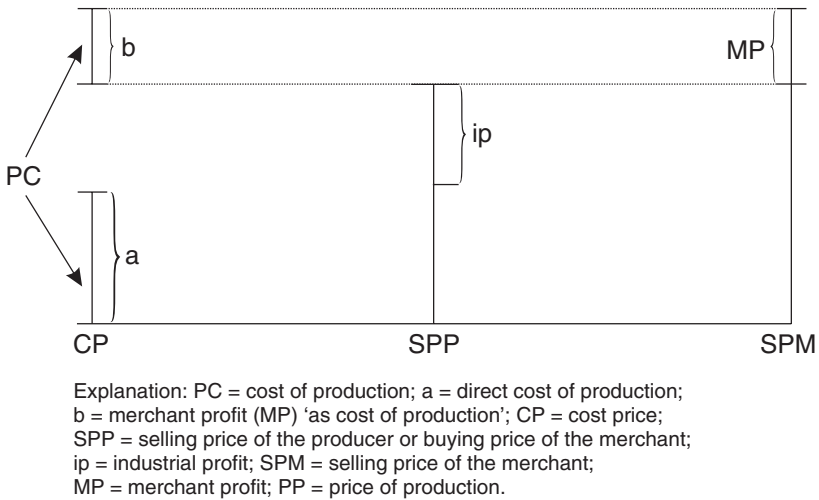 b
MP
ip
PC
a
CP SPP SPM
Explanation: PC = cost of production; a = direct cost of production;
b = merchant profit (MP) ‘as cost of production’; CP = cost price;
SPP = selling price of the producer or buying price of the merchant;
ip = industrial profit; SPM = selling price of the merchant;
MP = merchant profit; PP = price of production.